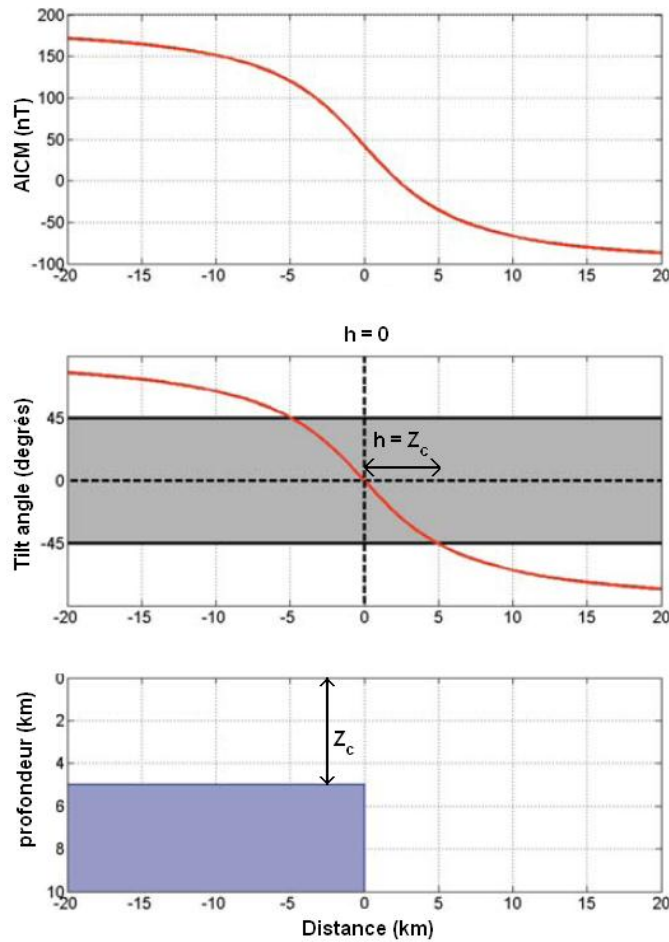 200
150
100
50
0
-50
-100
AICM (nT)
-20 -15 -10 -5 0 5 10 15 20
h = 0
45
0
-45
Tilt angle (degrés)
h = Zc
-20 -15 -10 -5 0 5 10 15 20
0
2
4
6
8
10
profondeur (km)
Zc
-20 -15 -10 -5 0 5 10 15 20
Distance (km)